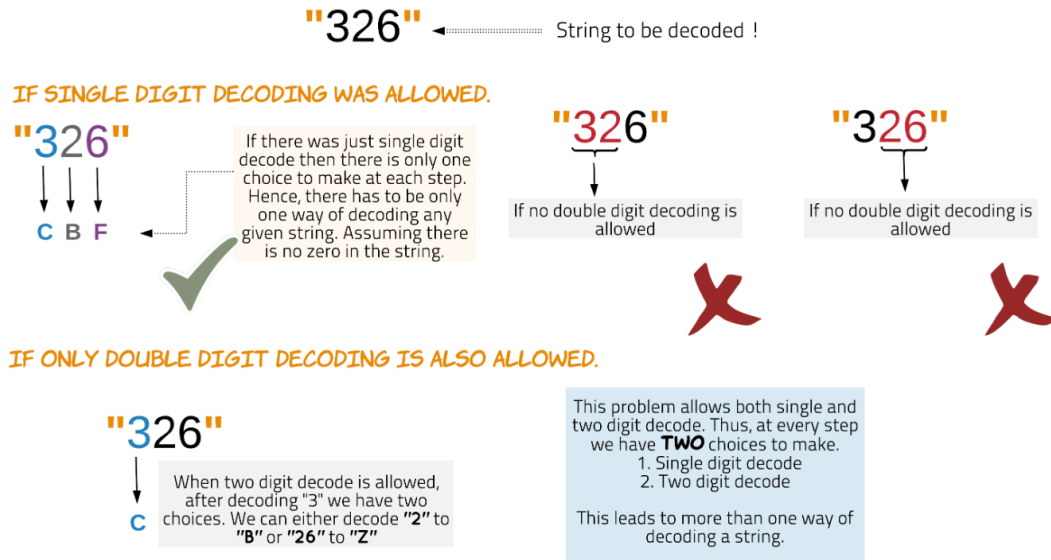 "326"
String to be decoded !
IF SINGLE DIGIT DECODING WAS ALLOWED.
"326"
C B F
If there was just single digit
decode then there is only one
choice to make at each step.
Hence, there has to be only
one way of decoding any
given string. Assuming there
is no zero in the string.
"326"
If no double digit decoding is
allowed
"326"
If no double digit decoding is
allowed
IF ONLY DOUBLE DIGIT DECODING IS ALSO ALLOWED.
"326"
C
When two digit decode is allowed,
after decoding "3" we have two
choices. We can either decode "2" to
"B" or "26" to "Z"
This problem allows both single and
two digit decode. Thus, at every step
we have TWO choices to make.
1. Single digit decode
2. Two digit decode
This leads to more than one way of
decoding a string.